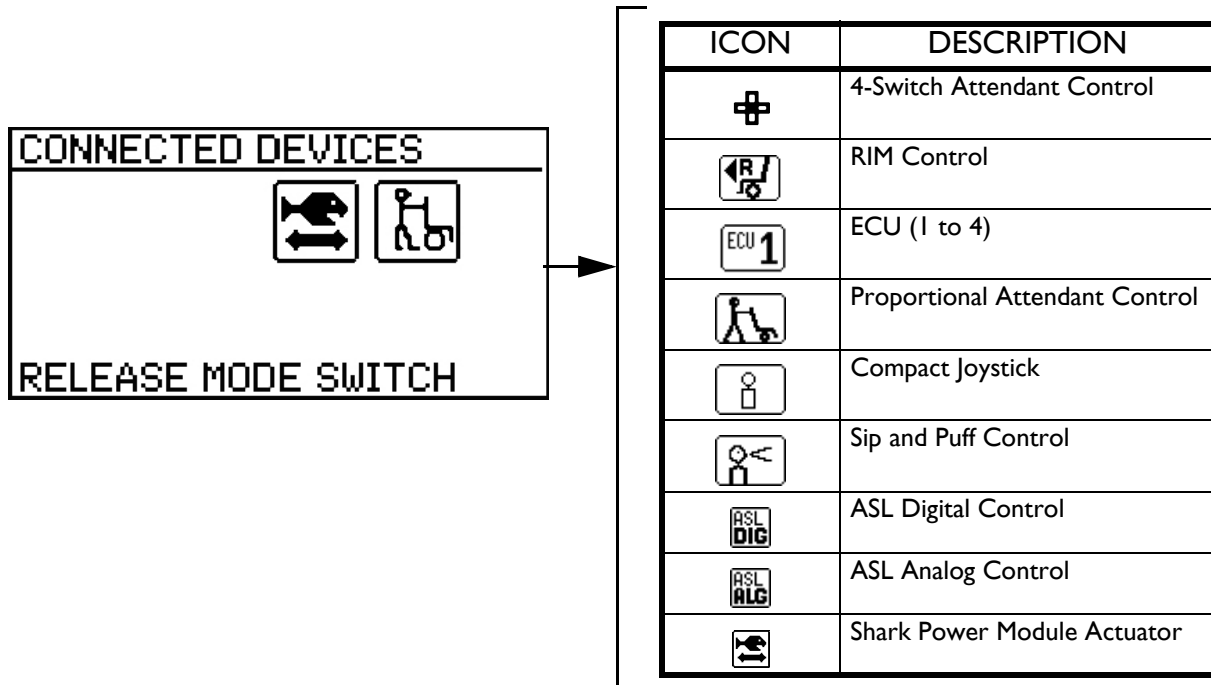 CONNECTED DEVICES
RELEASE MODE SWITCH
ICON DESCRIPTION
4-Switch Attendant Control
R RIM Control
ECU 1 ECU (1 to 4)
Proportional Attendant Control
Compact Joystick
Sip and Puff Control
ASL DIG ASL Digital Control
ASL ALG ASL Analog Control
Shark Power Module Actuator